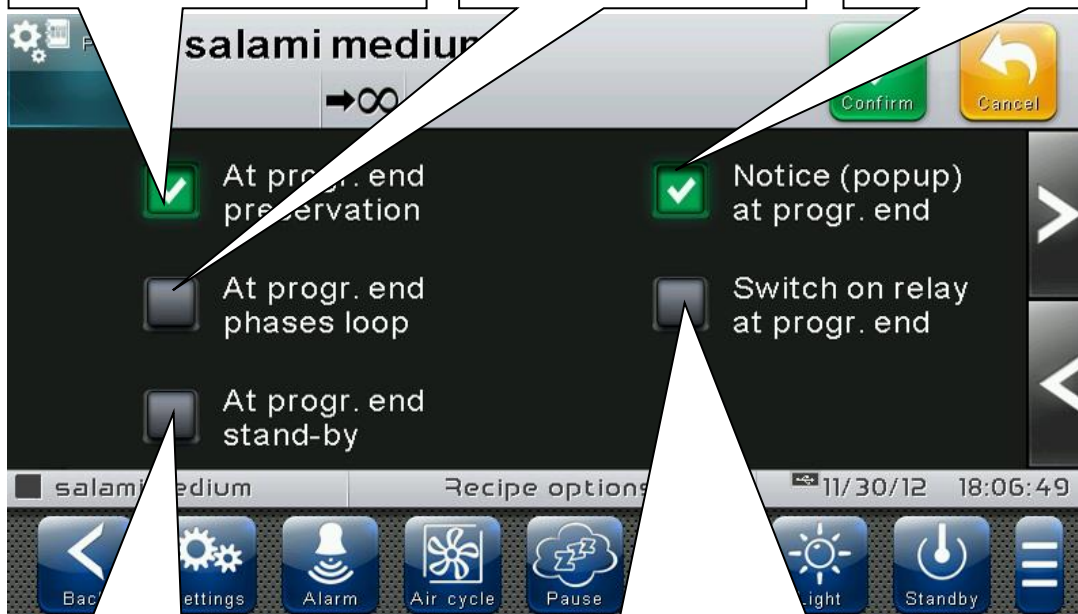 salami medium
➡∞
Confirm
Cancel
At progr. end
preservation
Notice (popup)
at progr. end
At progr. end
phases loop
Switch on relay
at progr. end
At progr. end
stand-by
Recipe options
11/30/12 18:06:49
Alarm
Air cycle
Pause
Light
Standby